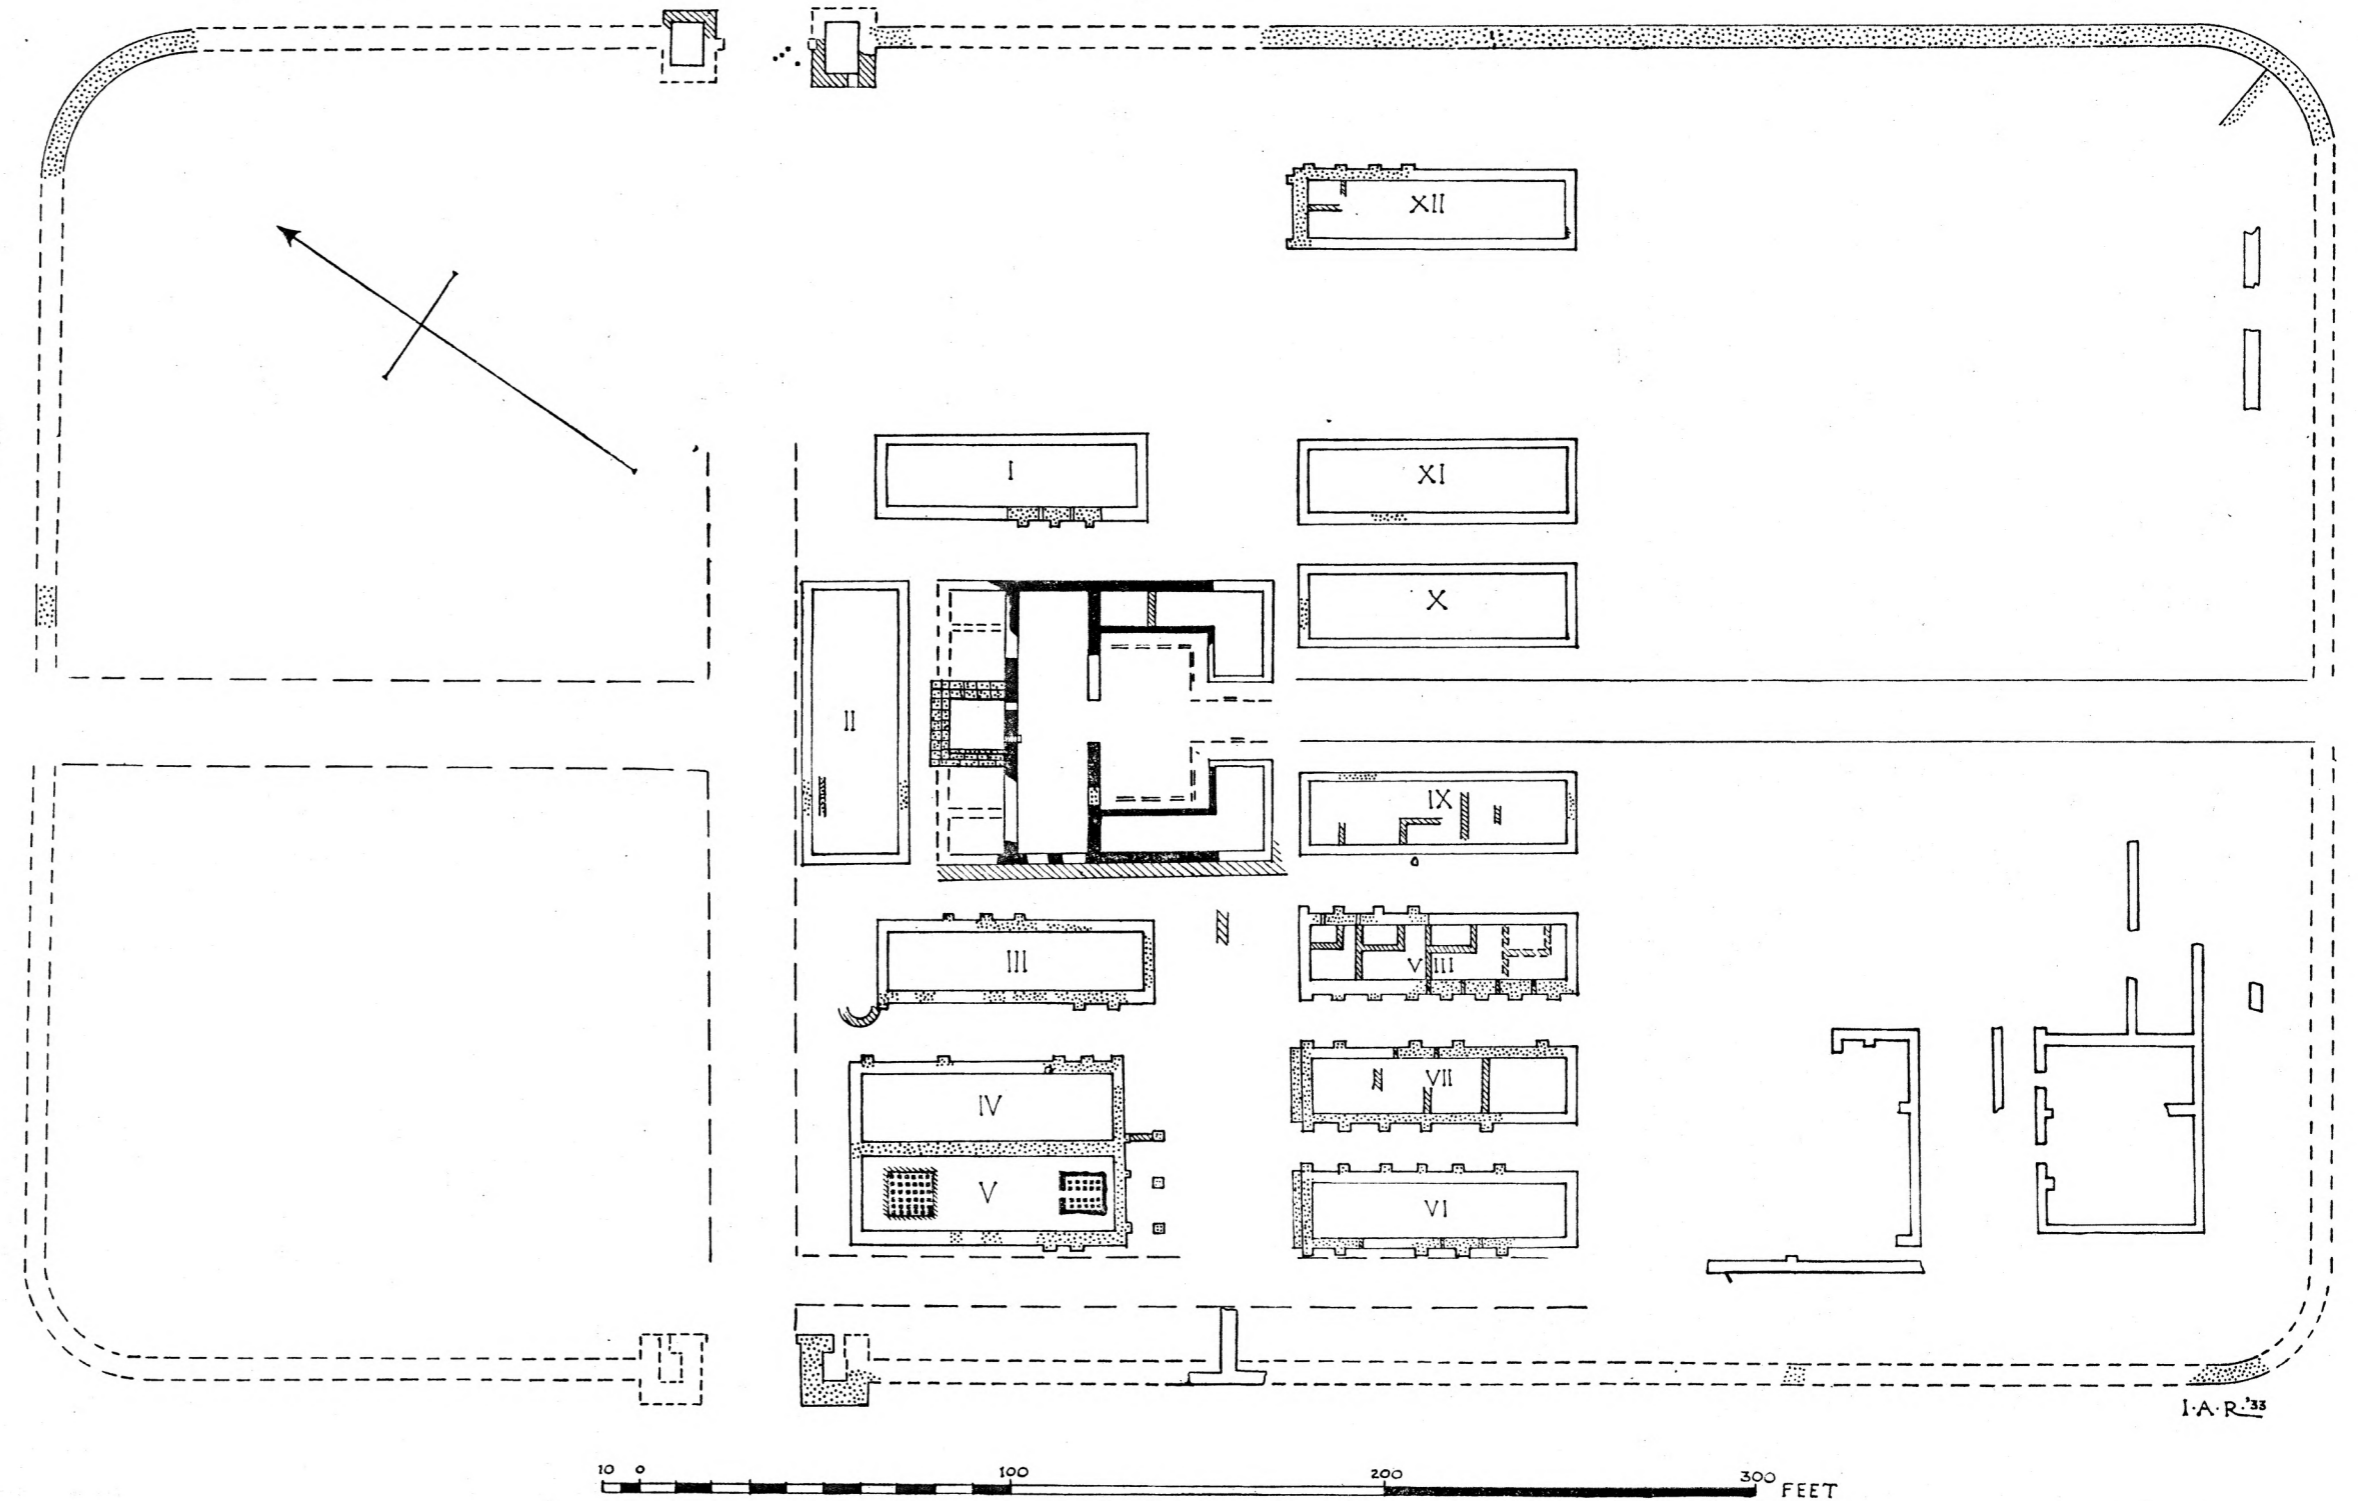 XII
I
XI
X
II
IX
III
VIII
IV
VII
V
VI
I.A.R. '33
10 0 100 200 300 FEET